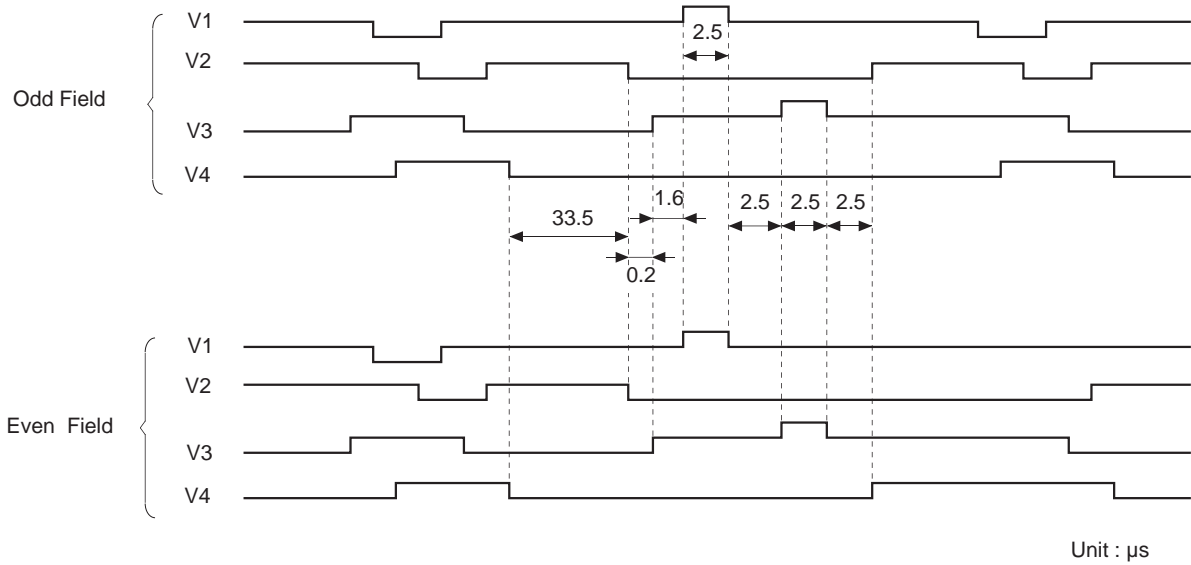 V1
2.5
V2
Odd Field
V3
V4
1.6
2.5 2.5 2.5
33.5
0.2
V1
V2
Even Field
V3
V4
Unit : µs